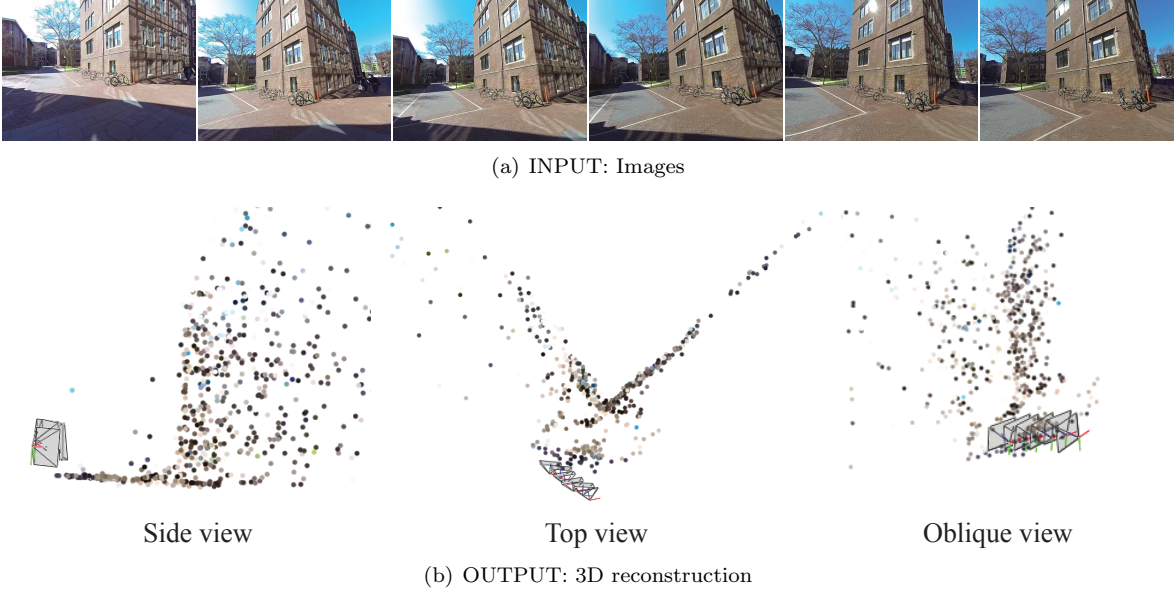 (a) INPUT: Images
Side view
Top view
Oblique view
(b) OUTPUT: 3D reconstruction